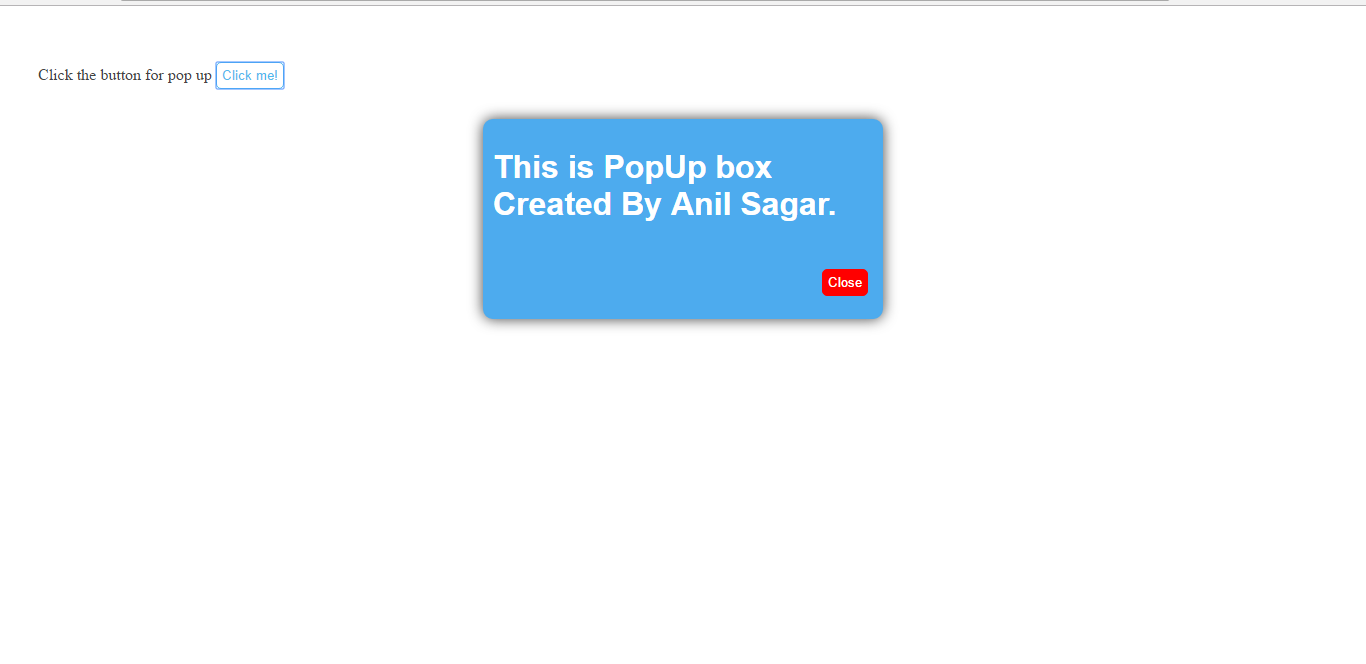 Click the button for pop up Click me!
This is PopUp box
Created By Anil Sagar.
Close